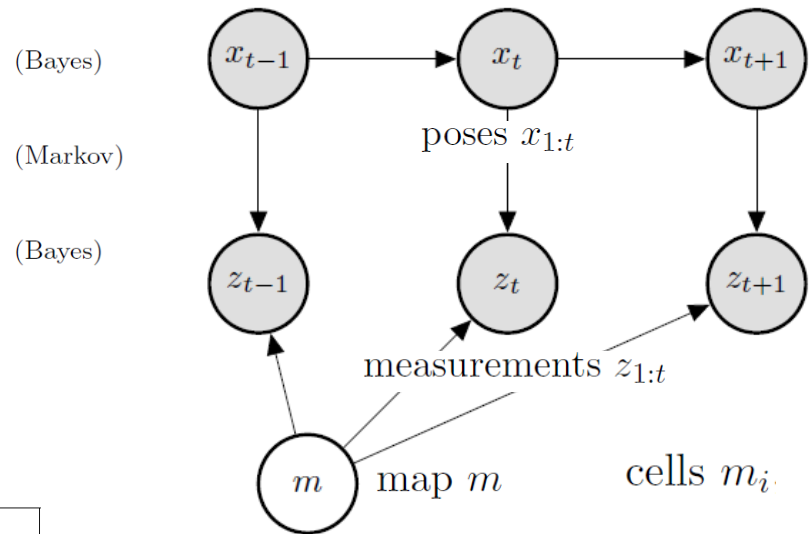 (Bayes) x_{t−1} x_t x_{t+1}
(Markov) poses x_{1:t}
(Bayes) z_{t−1} z_t z_{t+1}
measurements z_{1:t}
m map m cells m_i.